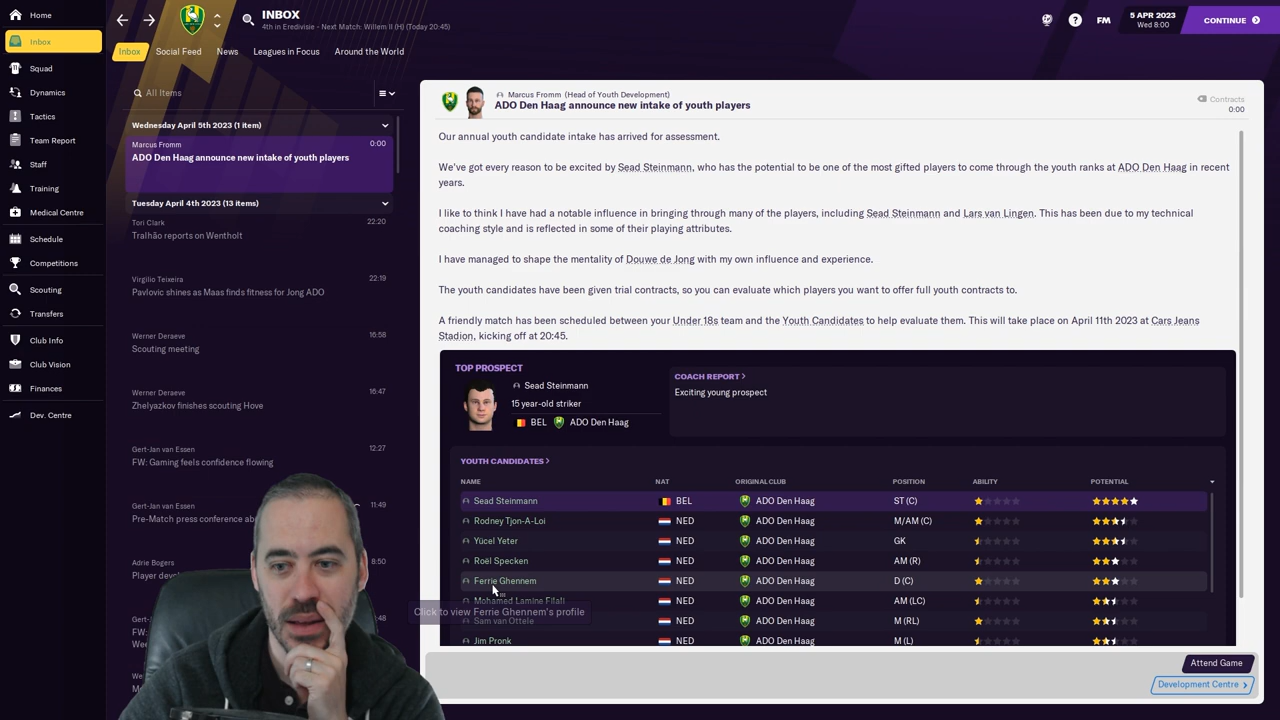 Home
INBOX
4th in Eredivisie - Next Match: Willem II (H) (Today 20:45)
FM
5 APR 2023
Wed 8:00
CONTINUE
Inbox
Squad
Dynamics
Tactics
Team Report
Staff
Training
Medical Centre
Schedule
Competitions
Scouting
Transfers
Club Info
Club Vision
Finances
Dev. Centre
Inbox Social Feed News Leagues in Focus Around the World
All Items
Wednesday April 5th 2023 (1 item)
Marcus Fromm 0:00
ADO Den Haag announce new intake of youth players
Tuesday April 4th 2023 (13 items)
Tori Clark 22:20
Tralhão reports on Wentholt
Virgílio Teixeira 22:19
Pavlovic shines as Maas finds fitness for Jong ADO
Werner Deraeve 16:58
Scouting meeting
Werner Deraeve 16:47
Zhelyazkov finishes scouting Hove
Gert-Jan van Essen 12:27
FW: Gaming feels confidence flowing
Gert-Jan van Essen 11:49
Pre-Match press conference
Adrie Bogers 8:50
Player
Gert-
FW:
Wee
We
Marcus Fromm (Head of Youth Development)
ADO Den Haag announce new intake of youth players
Contracts
0:00
Our annual youth candidate intake has arrived for assessment.
We've got every reason to be excited by Sead Steinmann, who has the potential to be one of the most gifted players to come through the youth ranks at ADO Den Haag in recent
years.
I like to think I have had a notable influence in bringing through many of the players, including Sead Steinmann and Lars van Lingen. This has been due to my technical
coaching style and is reflected in some of their playing attributes.
I have managed to shape the mentality of Douwe de Jong with my own influence and experience.
The youth candidates have been given trial contracts, so you can evaluate which players you want to offer full youth contracts to.
A friendly match has been scheduled between your Under 18s team and the Youth Candidates to help evaluate them. This will take place on April 11th 2023 at Cars Jeans
Stadion, kicking off at 20:45.
TOP PROSPECT
Sead Steinmann
15 year-old striker
BEL ADO Den Haag
COACH REPORT
Exciting young prospect
YOUTH CANDIDATES
NAME NAT ORIGINAL CLUB POSITION ABILITY POTENTIAL
Sead Steinmann BEL ADO Den Haag ST (C)
Rodney Tjon-A-Loi NED ADO Den Haag M/AM (C)
Yücel Yeter NED ADO Den Haag GK
Roël Specken NED ADO Den Haag AM (R)
Ferrie Ghennem NED ADO Den Haag D (C)
Mohamed Lamine Filali NED ADO Den Haag AM (LC)
Click to view Ferrie Ghennem's profile
Sam van Ottele NED ADO Den Haag M (RL)
Jim Pronk NED ADO Den Haag M (L)
Attend Game
Development Centre